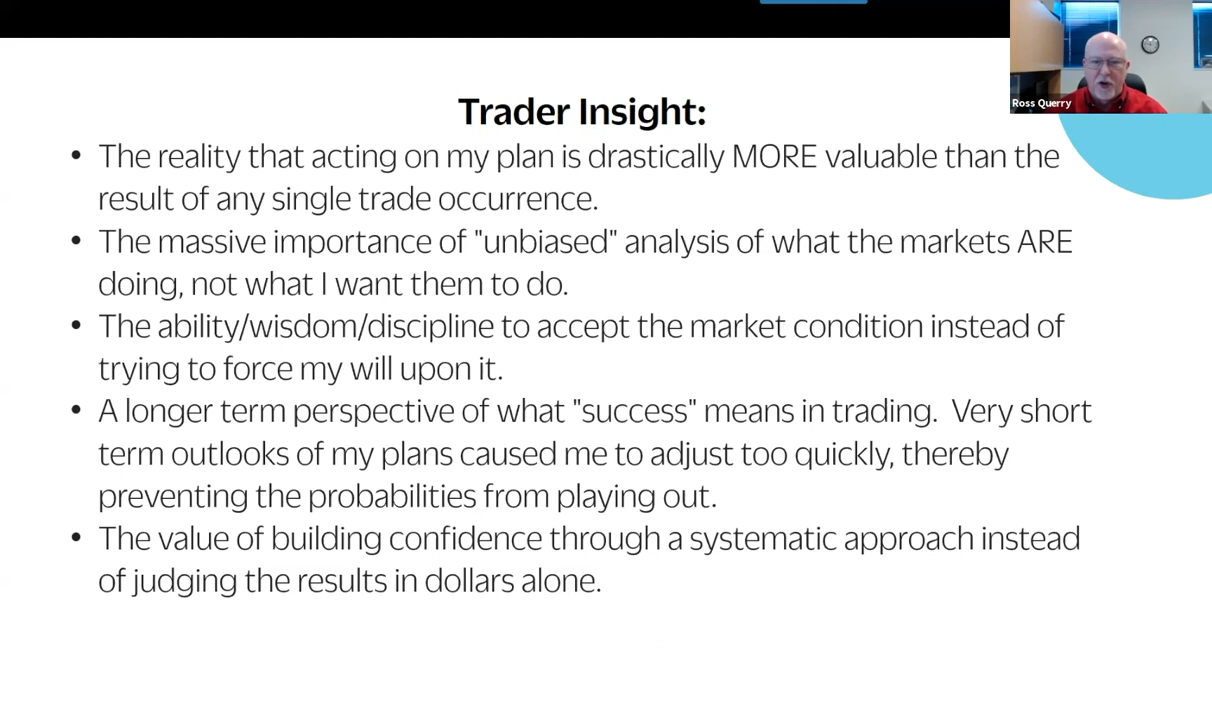 Ross Querry
Trader Insight:
• The reality that acting on my plan is drastically MORE valuable than the
result of any single trade occurrence.
• The massive importance of "unbiased" analysis of what the markets ARE
doing, not what I want them to do.
• The ability/wisdom/discipline to accept the market condition instead of
trying to force my will upon it.
• A longer term perspective of what "success" means in trading.  Very short
term outlooks of my plans caused me to adjust too quickly, thereby
preventing the probabilities from playing out.
• The value of building confidence through a systematic approach instead
of judging the results in dollars alone.